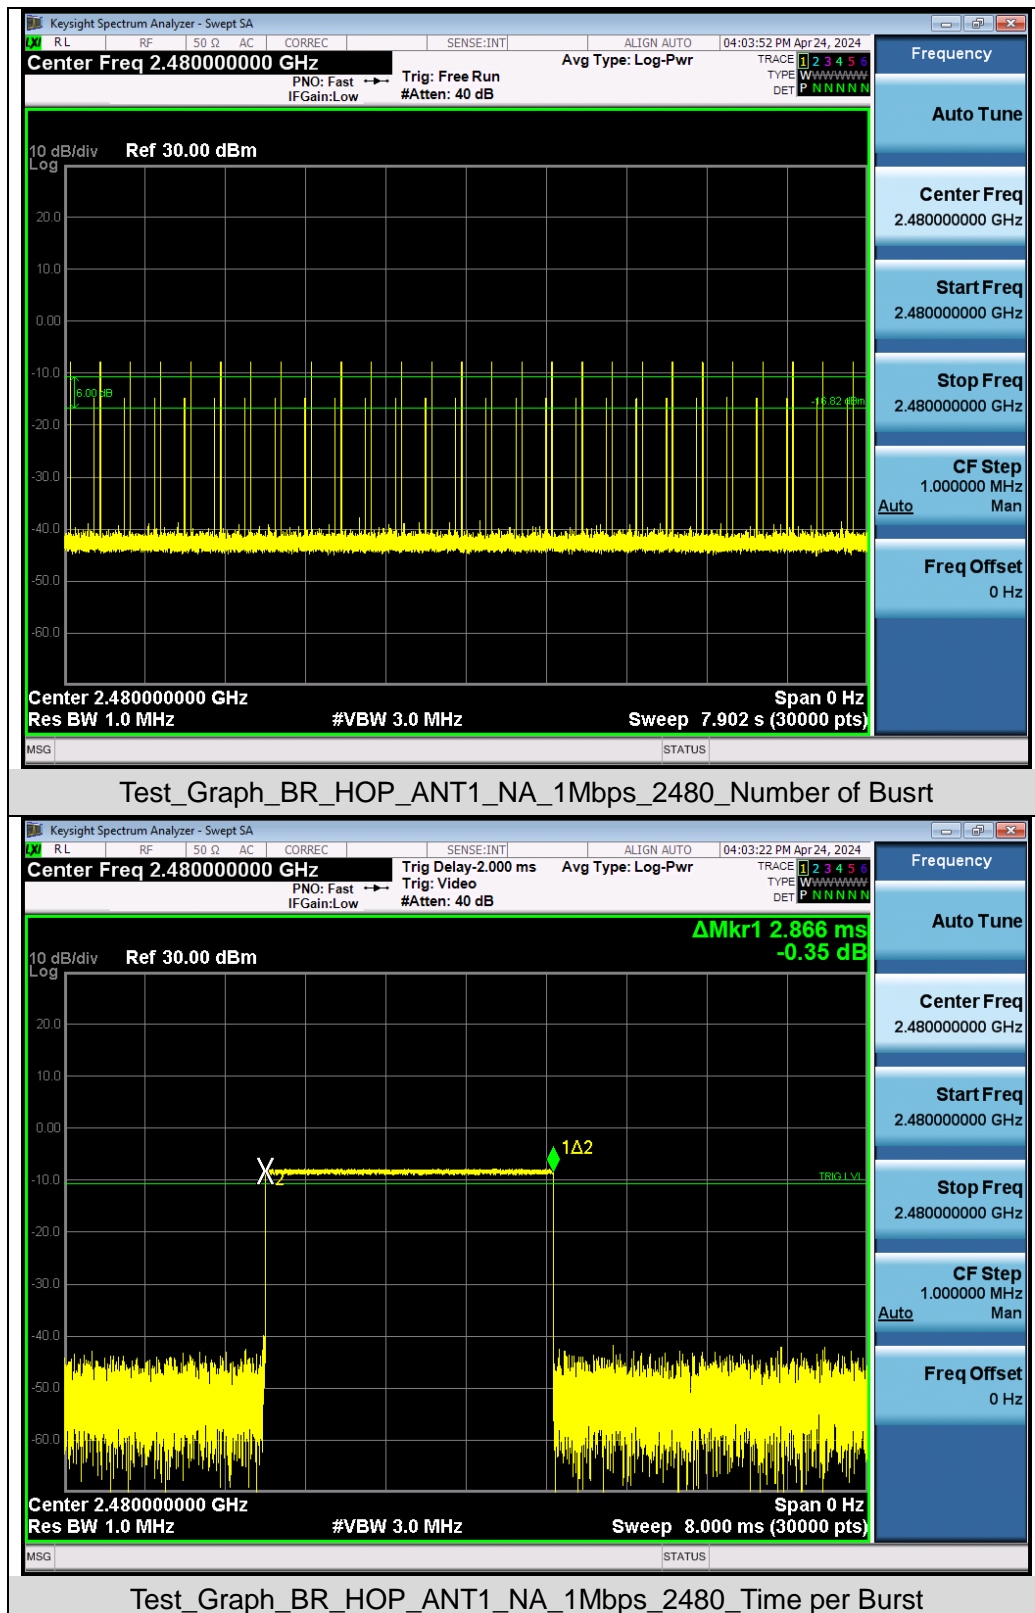 Keysight Spectrum Analyzer - Swept SA
LXI RL RF 50 Ω AC CORREC SENSE:INT ALIGN AUTO 04:03:52 PM Apr 24, 2024
Center Freq 2.480000000 GHz
PNO: Fast
IFGain:Low
Trig: Free Run
#Atten: 40 dB
Avg Type: Log-Pwr
TRACE 1 2 3 4 5 6
TYPE WWWWWWW
DET P N N N N N
10 dB/div Ref 30.00 dBm
Log
20.0
10.0
0.00
-10.0
6.00 dB
-16.82 dBm
-20.0
-30.0
-40.0
-50.0
-60.0
Center 2.480000000 GHz Span 0 Hz
Res BW 1.0 MHz #VBW 3.0 MHz Sweep 7.902 s (30000 pts)
MSG STATUS
Frequency
Auto Tune
Center Freq
2.480000000 GHz
Start Freq
2.480000000 GHz
Stop Freq
2.480000000 GHz
CF Step
1.000000 MHz
Auto Man
Freq Offset
0 Hz
Test_Graph_BR_HOP_ANT1_NA_1Mbps_2480_Number of Busrt
Keysight Spectrum Analyzer - Swept SA
LXI RL RF 50 Ω AC CORREC SENSE:INT ALIGN AUTO 04:03:22 PM Apr 24, 2024
Center Freq 2.480000000 GHz
PNO: Fast
IFGain:Low
Trig Delay-2.000 ms
Trig: Video
#Atten: 40 dB
Avg Type: Log-Pwr
TRACE 1 2 3 4 5 6
TYPE WWWWWWW
DET P N N N N N
ΔMkr1 2.866 ms
-0.35 dB
10 dB/div Ref 30.00 dBm
Log
20.0
10.0
0.00
1Δ2
X2
TRIG LVL
-10.0
-20.0
-30.0
-40.0
-50.0
-60.0
Center 2.480000000 GHz Span 0 Hz
Res BW 1.0 MHz #VBW 3.0 MHz Sweep 8.000 ms (30000 pts)
MSG STATUS
Frequency
Auto Tune
Center Freq
2.480000000 GHz
Start Freq
2.480000000 GHz
Stop Freq
2.480000000 GHz
CF Step
1.000000 MHz
Auto Man
Freq Offset
0 Hz
Test_Graph_BR_HOP_ANT1_NA_1Mbps_2480_Time per Burst